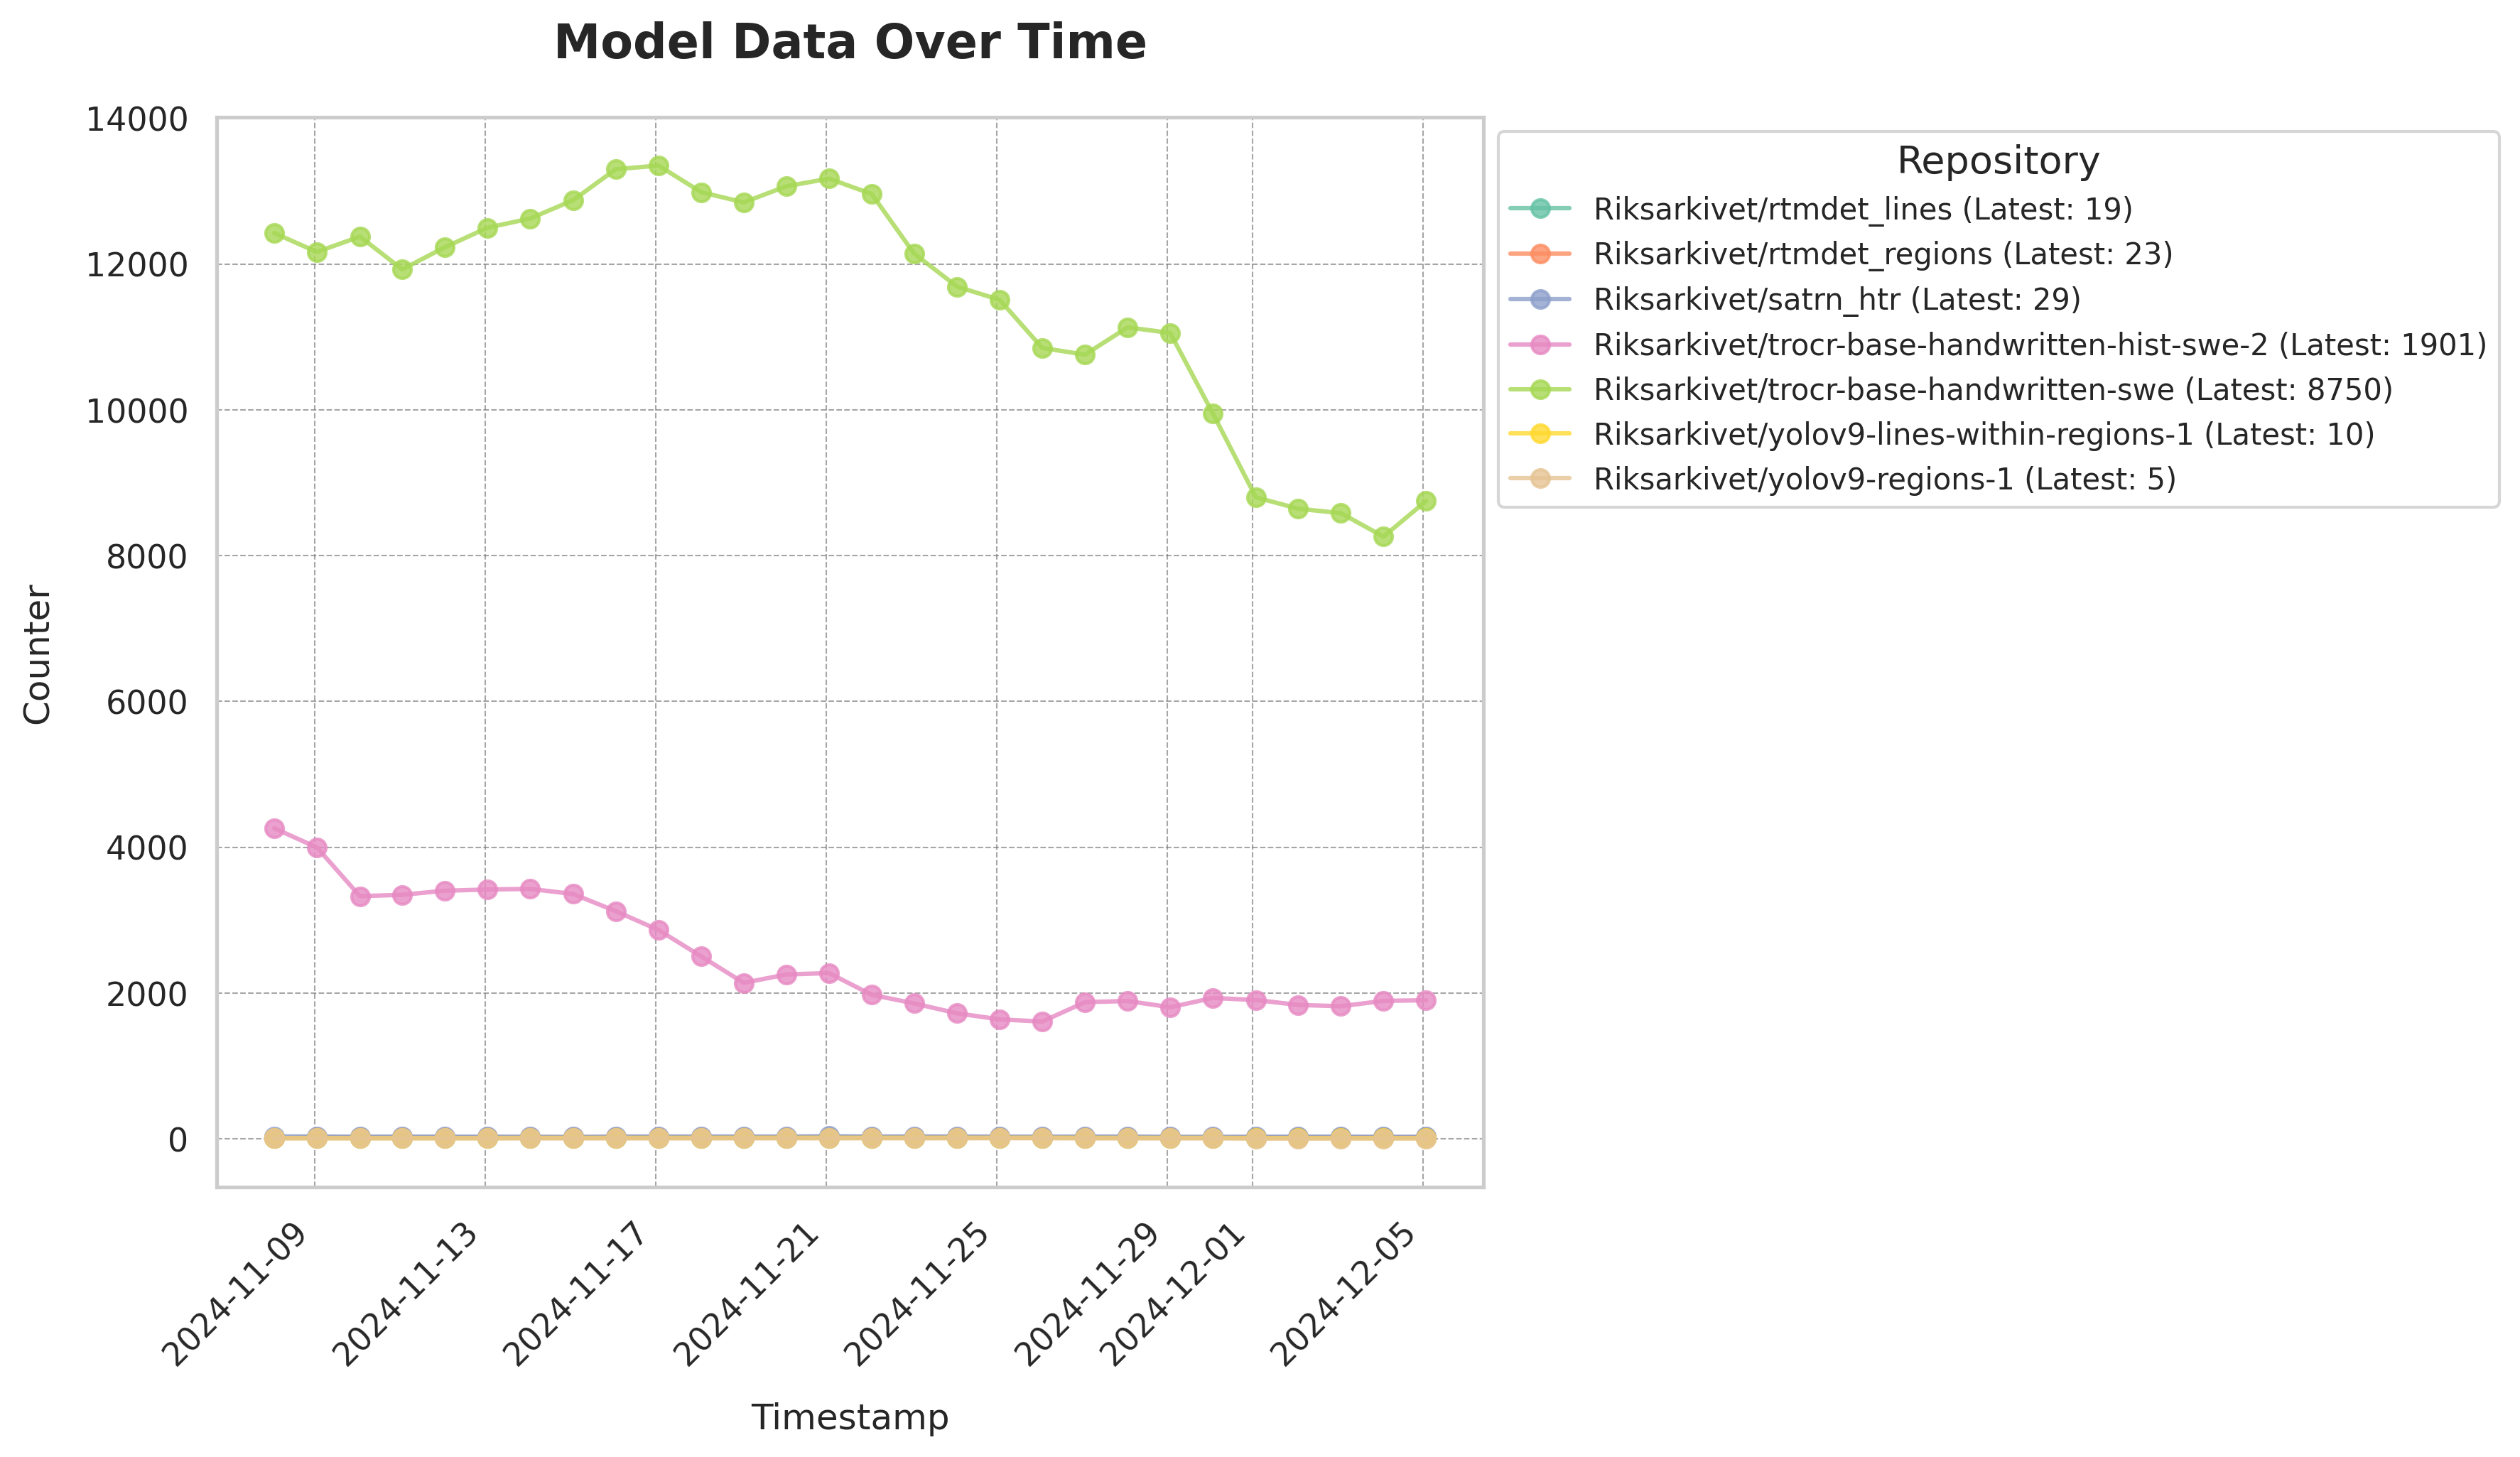 Model Data Over Time
14000
12000
10000
8000
6000
4000
2000
0
Counter
2024-11-09
2024-11-13
2024-11-17
2024-11-21
2024-11-25
2024-11-29
2024-12-01
2024-12-05
Timestamp
Repository
Riksarkivet/rtmdet_lines (Latest: 19)
Riksarkivet/rtmdet_regions (Latest: 23)
Riksarkivet/satrn_htr (Latest: 29)
Riksarkivet/trocr-base-handwritten-hist-swe-2 (Latest: 1901)
Riksarkivet/trocr-base-handwritten-swe (Latest: 8750)
Riksarkivet/yolov9-lines-within-regions-1 (Latest: 10)
Riksarkivet/yolov9-regions-1 (Latest: 5)